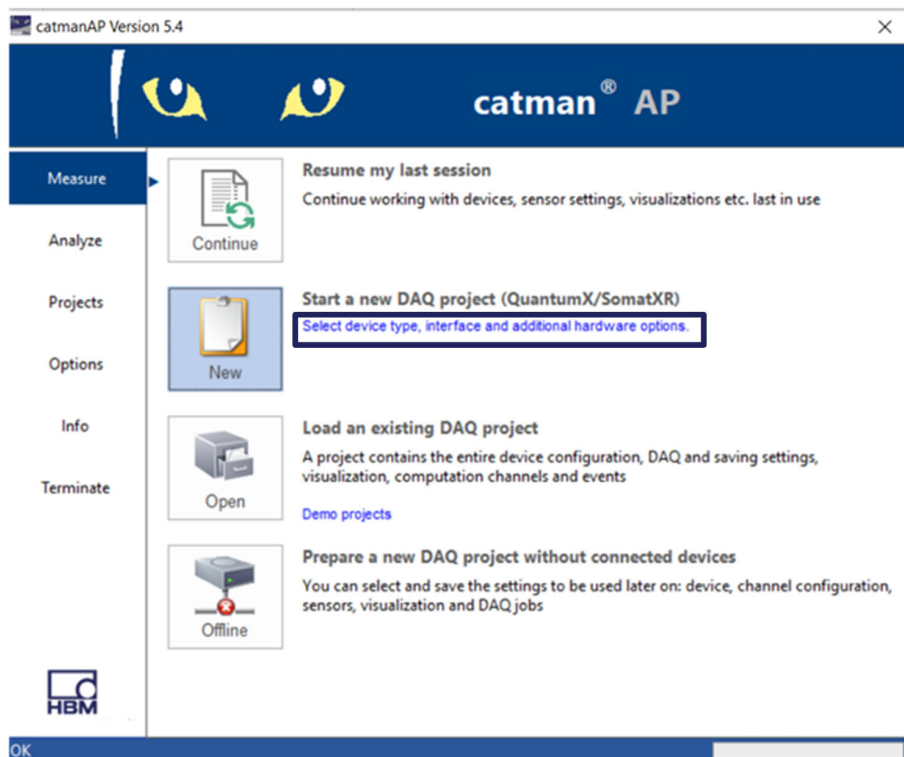 catmanAP Version 5.4
catman® AP
Measure
Analyze
Projects
Options
Info
Terminate
HBM
Continue
Resume my last session
Continue working with devices, sensor settings, visualizations etc. last in use
New
Start a new DAQ project (QuantumX/SomatXR)
Select device type, interface and additional hardware options.
Open
Load an existing DAQ project
A project contains the entire device configuration, DAQ and saving settings,
visualization, computation channels and events
Demo projects
Offline
Prepare a new DAQ project without connected devices
You can select and save the settings to be used later on: device, channel configuration,
sensors, visualization and DAQ jobs
OK